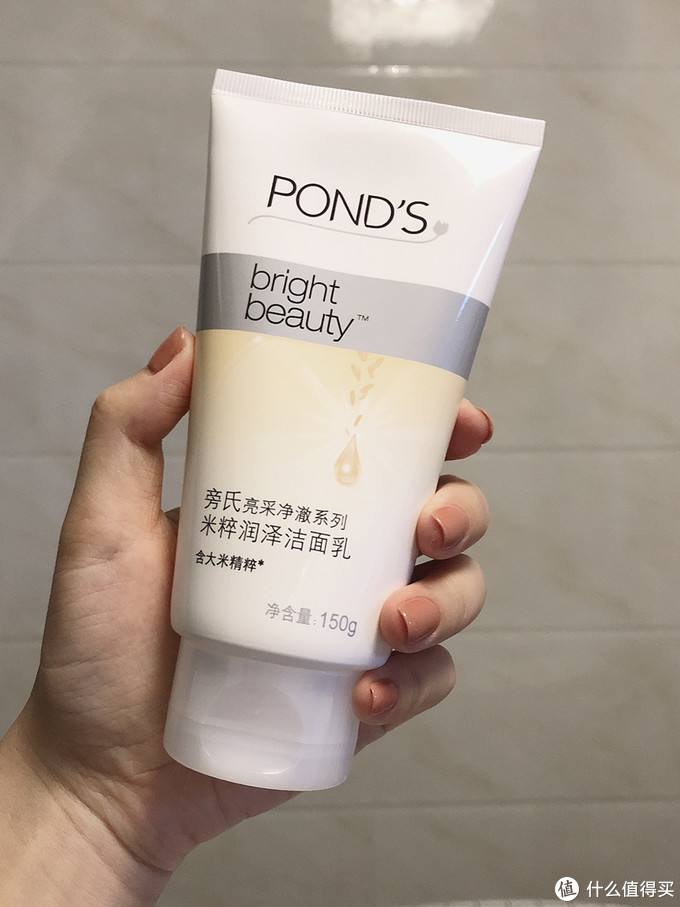 POND'S
bright
beauty™
旁氏亮采净澈系列
米粹润泽洁面乳
含大米精粹*
净含量:150g
值 什么值得买